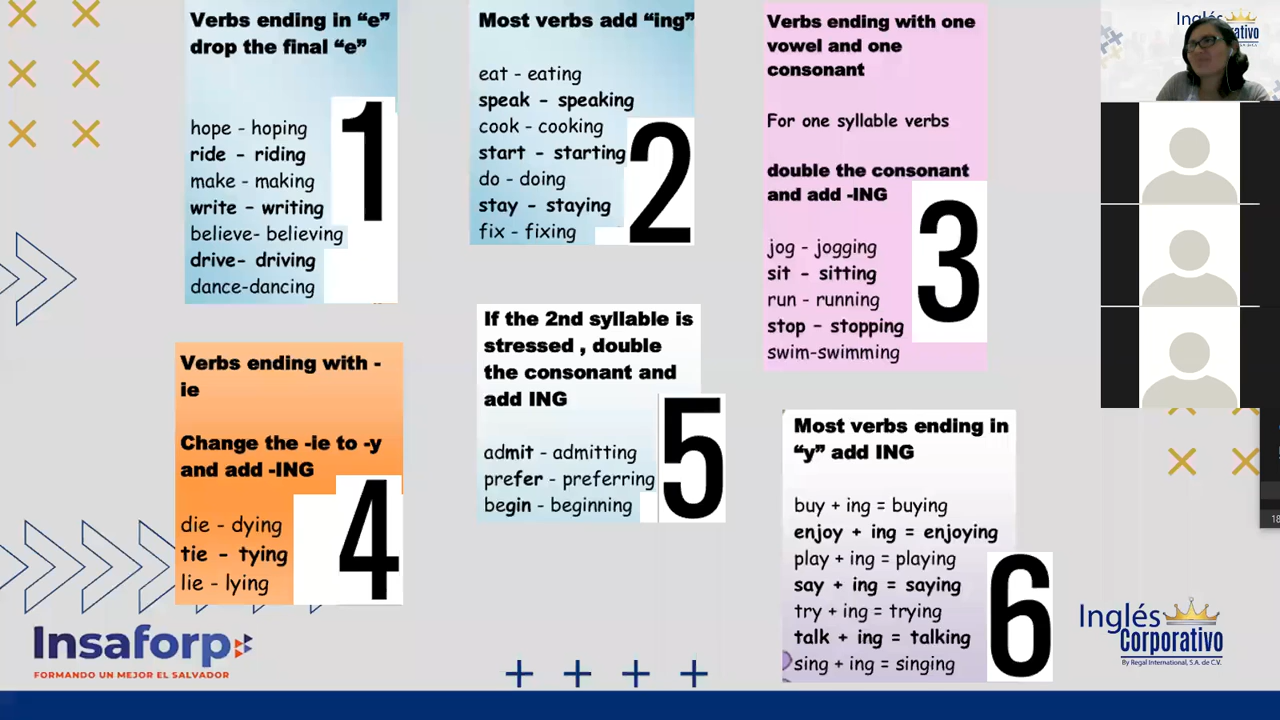 Verbs ending in “e”
drop the final “e”
hope - hoping
ride - riding
make - making
write - writing
believe- believing
drive- driving
dance-dancing
1
Most verbs add “ing”
eat - eating
speak - speaking
cook - cooking
start - starting
do - doing
stay - staying
fix - fixing
2
Verbs ending with one
vowel and one
consonant
For one syllable verbs
double the consonant
and add -ING
jog - jogging
sit - sitting
run - running
stop - stopping
swim-swimming
3
Verbs ending with -
ie
Change the -ie to -y
and add -ING
die - dying
tie - tying
lie - lying
4
If the 2nd syllable is
stressed , double
the consonant and
add ING
admit - admitting
prefer - preferring
begin - beginning
5
Most verbs ending in
“y” add ING
buy + ing = buying
enjoy + ing = enjoying
play + ing = playing
say + ing = saying
try + ing = trying
talk + ing = talking
sing + ing = singing
6
Insaforp
FORMANDO UN MEJOR EL SALVADOR
Inglés
Corporativo
By Regal International, S.A. de C.V.
18